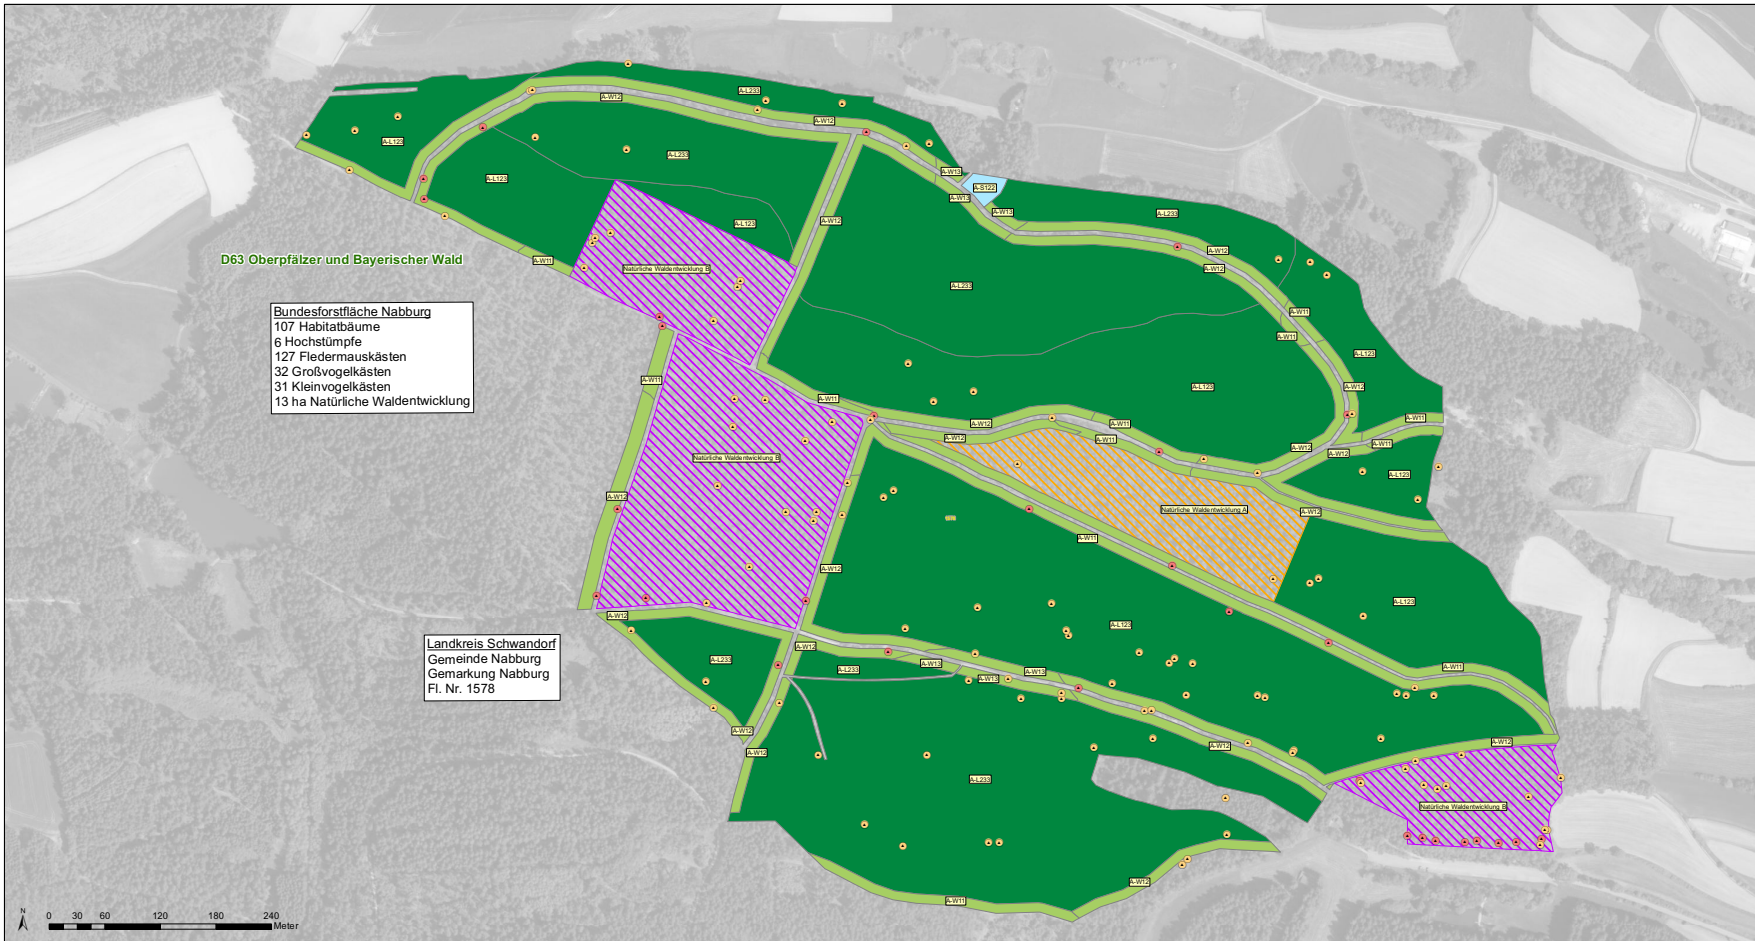 A-L233
A-W12
A-W12
A-L123
A-L233
A-L123
A-W13
A-S122
A-W13
A-W13
A-L233
A-W12
A-L123
A-W12
A-W12
D63 Oberpfälzer und Bayerischer Wald
A-W11
Natürliche Waldentwicklung B
A-L233
A-W11
A-W11
A-L123
Bundesforstfläche Nabburg
107 Habitatbäume
6 Hochstümpfe
127 Fledermauskästen
32 Großvogelkästen
31 Kleinvogelkästen
13 ha Natürliche Waldentwicklung
A-W11
A-L123
A-W12
A-W11
A-W12
A-W11
A-W11
A-W12
A-W11
A-W12
A-W11
A-W12
Natürliche Waldentwicklung B
A-L123
A-W12
Natürliche Waldentwicklung A
A-W12
A-W11
A-W12
A-L123
A-W12
A-L123
Landkreis Schwandorf
Gemeinde Nabburg
Gemarkung Nabburg
Fl. Nr. 1578
A-W12
A-L233
A-L233
A-W13
A-W13
A-W13
A-W11
A-W12
A-W12
A-W12
A-W12
A-L233
Natürliche Waldentwicklung B
A-W12
A-W11
N
0 30 60 120 180 240
Meter